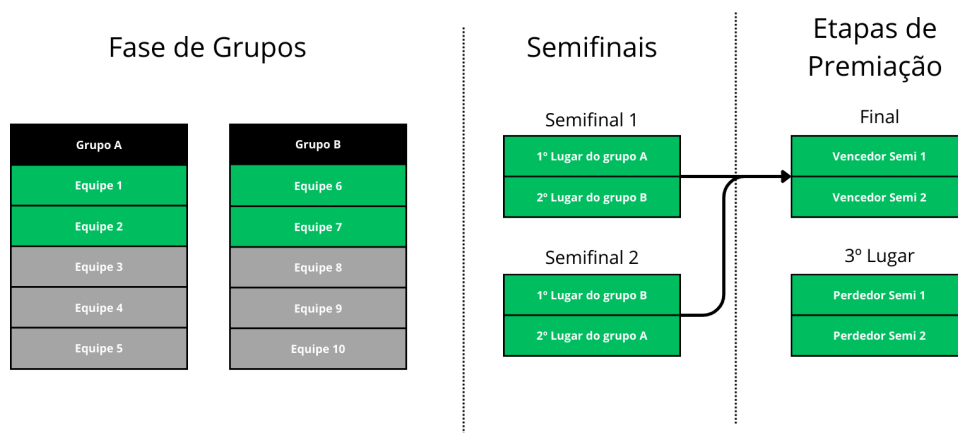 Fase de Grupos
Grupo A
Equipe 1
Equipe 2
Equipe 3
Equipe 4
Equipe 5
Grupo B
Equipe 6
Equipe 7
Equipe 8
Equipe 9
Equipe 10
Semifinais
Semifinal 1
1º Lugar do grupo A
2º Lugar do grupo B
Semifinal 2
1º Lugar do grupo B
2º Lugar do grupo A
Etapas de
Premiação
Final
Vencedor Semi 1
Vencedor Semi 2
3º Lugar
Perdedor Semi 1
Perdedor Semi 2